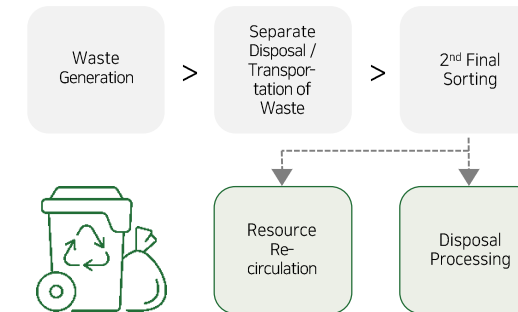 Waste
Generation
>
Separate
Disposal /
Transpor-
tation of
Waste
>
2nd Final
Sorting
Resource
Re-
circulation
Disposal
Processing